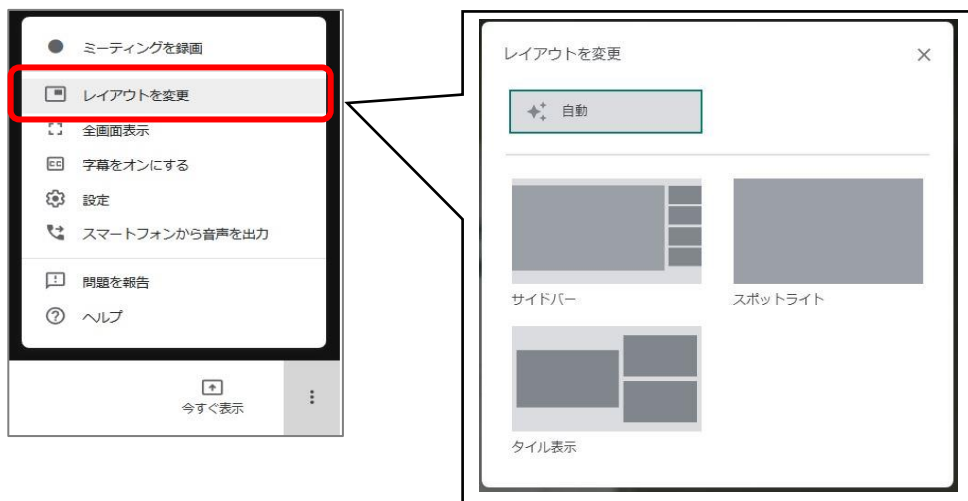 ミーティングを録画
レイアウトを変更
全画面表示
字幕をオンにする
設定
スマートフォンから音声を出力
問題を報告
ヘルプ
今すぐ表示
レイアウトを変更
自動
サイドバー
スポットライト
タイル表示